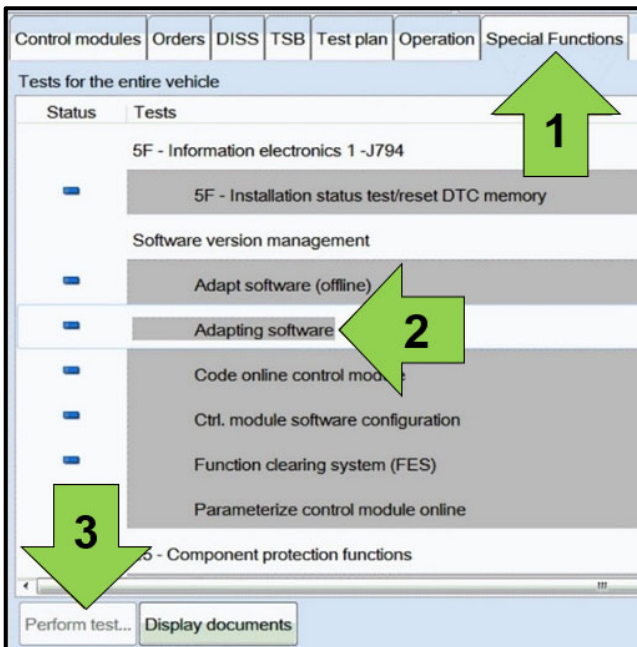 Control modules Orders DISS TSB Test plan Operation Special Functions
Tests for the entire vehicle
Status Tests
1
5F - Information electronics 1 -J794
5F - Installation status test/reset DTC memory
Software version management
Adapt software (offline)
Adapting software
2
Code online control module
Ctrl. module software configuration
Function clearing system (FES)
Parameterize control module online
3
5 - Component protection functions
Perform test... Display documents